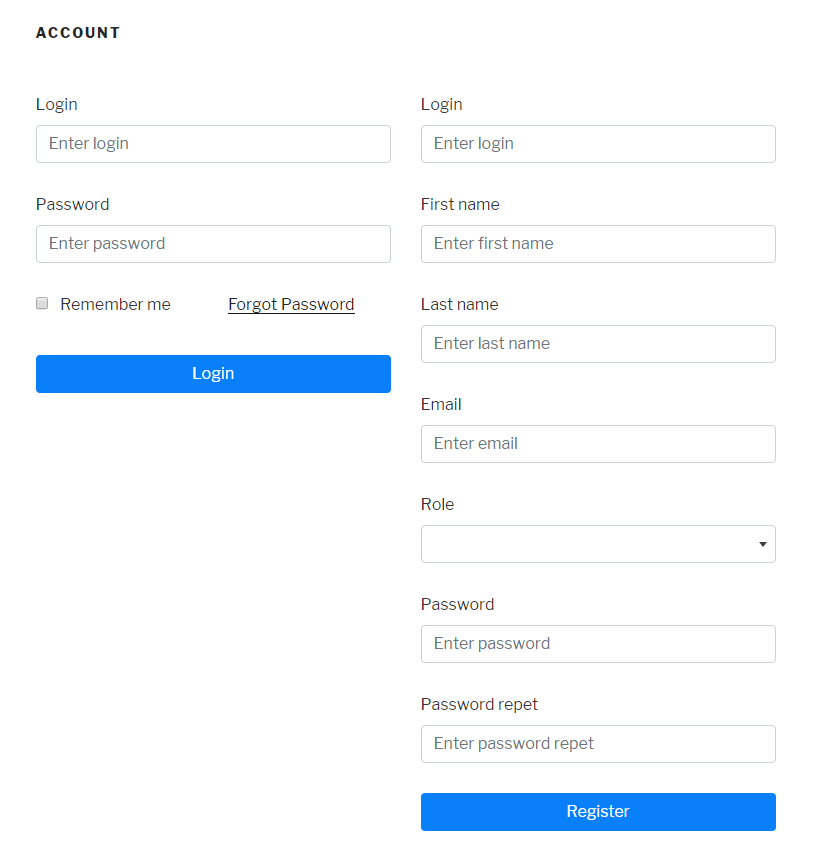 ACCOUNT
Login
Enter login
Password
Enter password
Remember me
Forgot Password
Login
Login
Enter login
First name
Enter first name
Last name
Enter last name
Email
Enter email
Role
Password
Enter password
Password repet
Enter password repet
Register